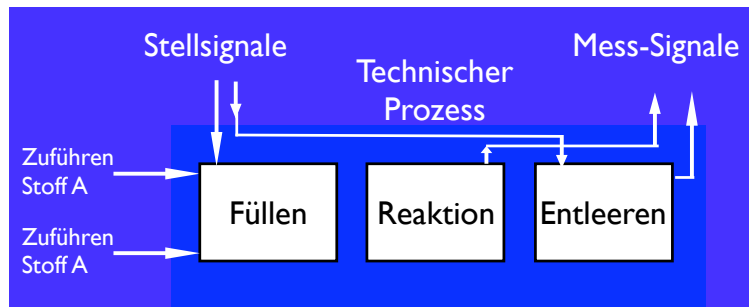 Stellsignale
Mess-Signale
Technischer
Prozess
Zuführen
Stoff A
Zuführen
Stoff A
Füllen
Reaktion
Entleeren